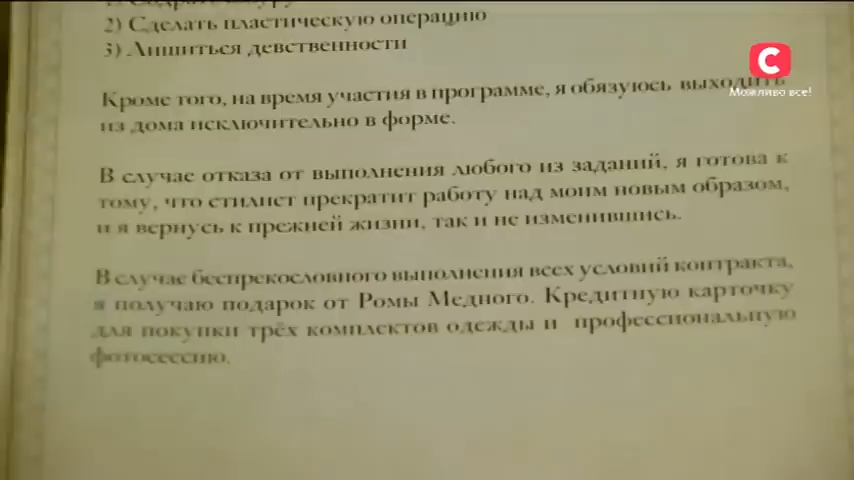 1) Содрать шкуру
2) Сделать пластическую операцию
3) Лишиться девственности
Кроме того, на время участия в программе, я обязуюсь выходить
из дома исключительно в форме.
В случае отказа от выполнения любого из заданий, я готова к
тому, что стилист прекратит работу над моим новым образом,
и я вернусь к прежней жизни, так и не изменившись.
В случае беспрекословного выполнения всех условий контракта,
я получаю подарок от Ромы Медного. Кредитную карточку
для покупки трёх комплектов одежды и профессиональную
фотосессию.
С
Можливо все!